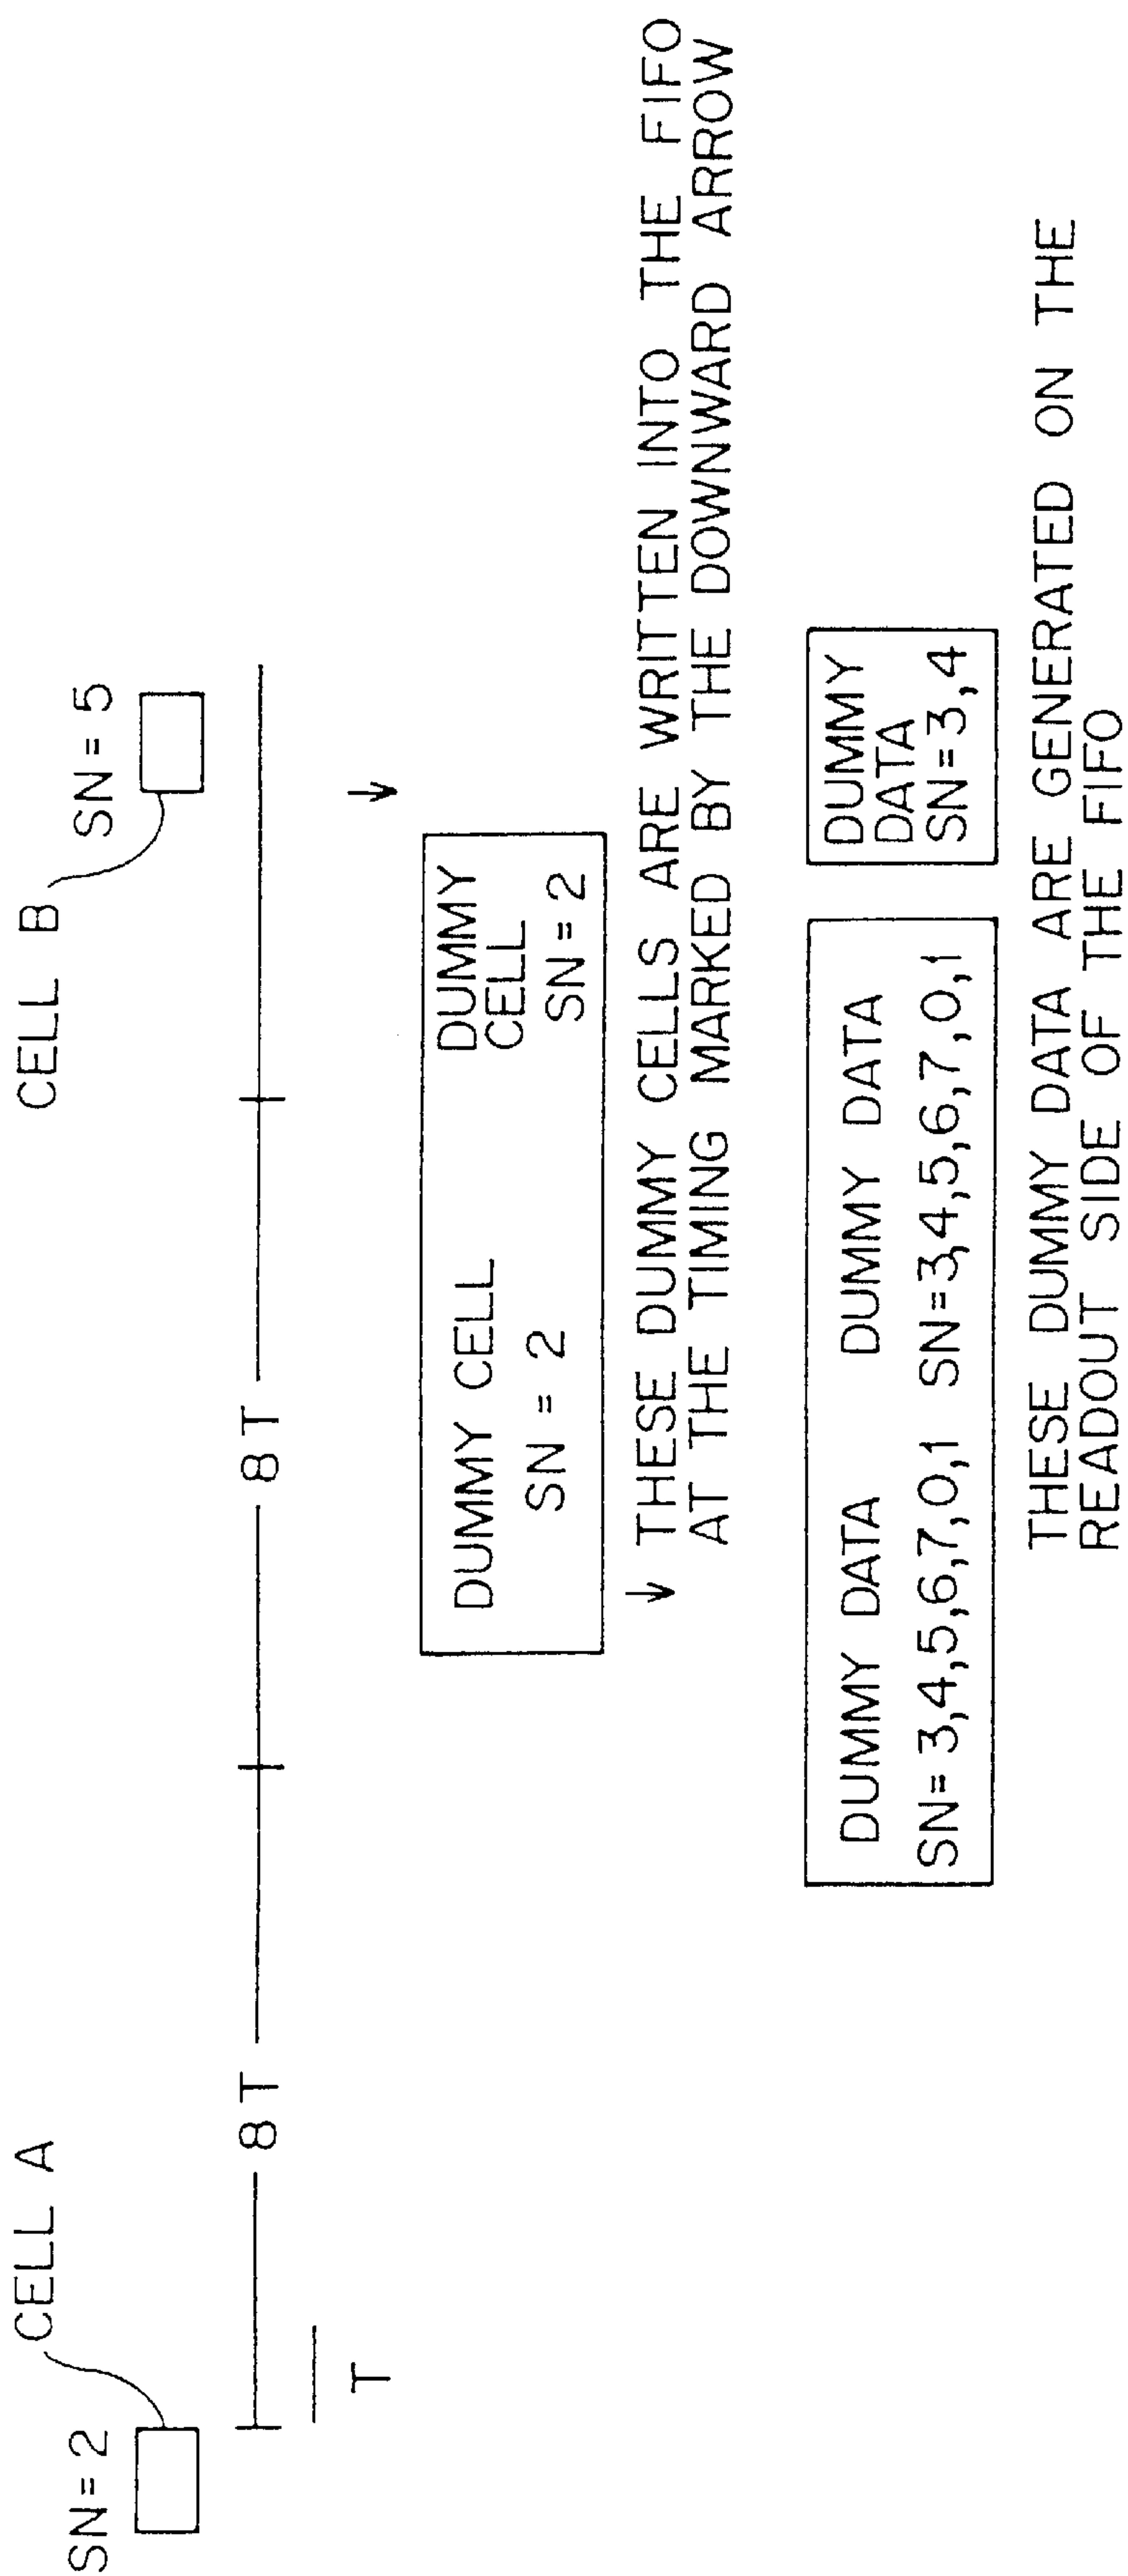 SN = 2
CELL A
CELL B
SN = 5
8 T
8 T
T
↓
DUMMY CELL
SN = 2
DUMMY
CELL
SN = 2
↓ THESE DUMMY CELLS ARE WRITTEN INTO THE FIFO
AT THE TIMING MARKED BY THE DOWNWARD ARROW
DUMMY DATA
SN= 3,4,5,6,7,0,1
DUMMY DATA
SN=3,4,5,6,7,0,1
DUMMY
DATA
SN=3,4
THESE DUMMY DATA ARE GENERATED ON THE
READOUT SIDE OF THE FIFO